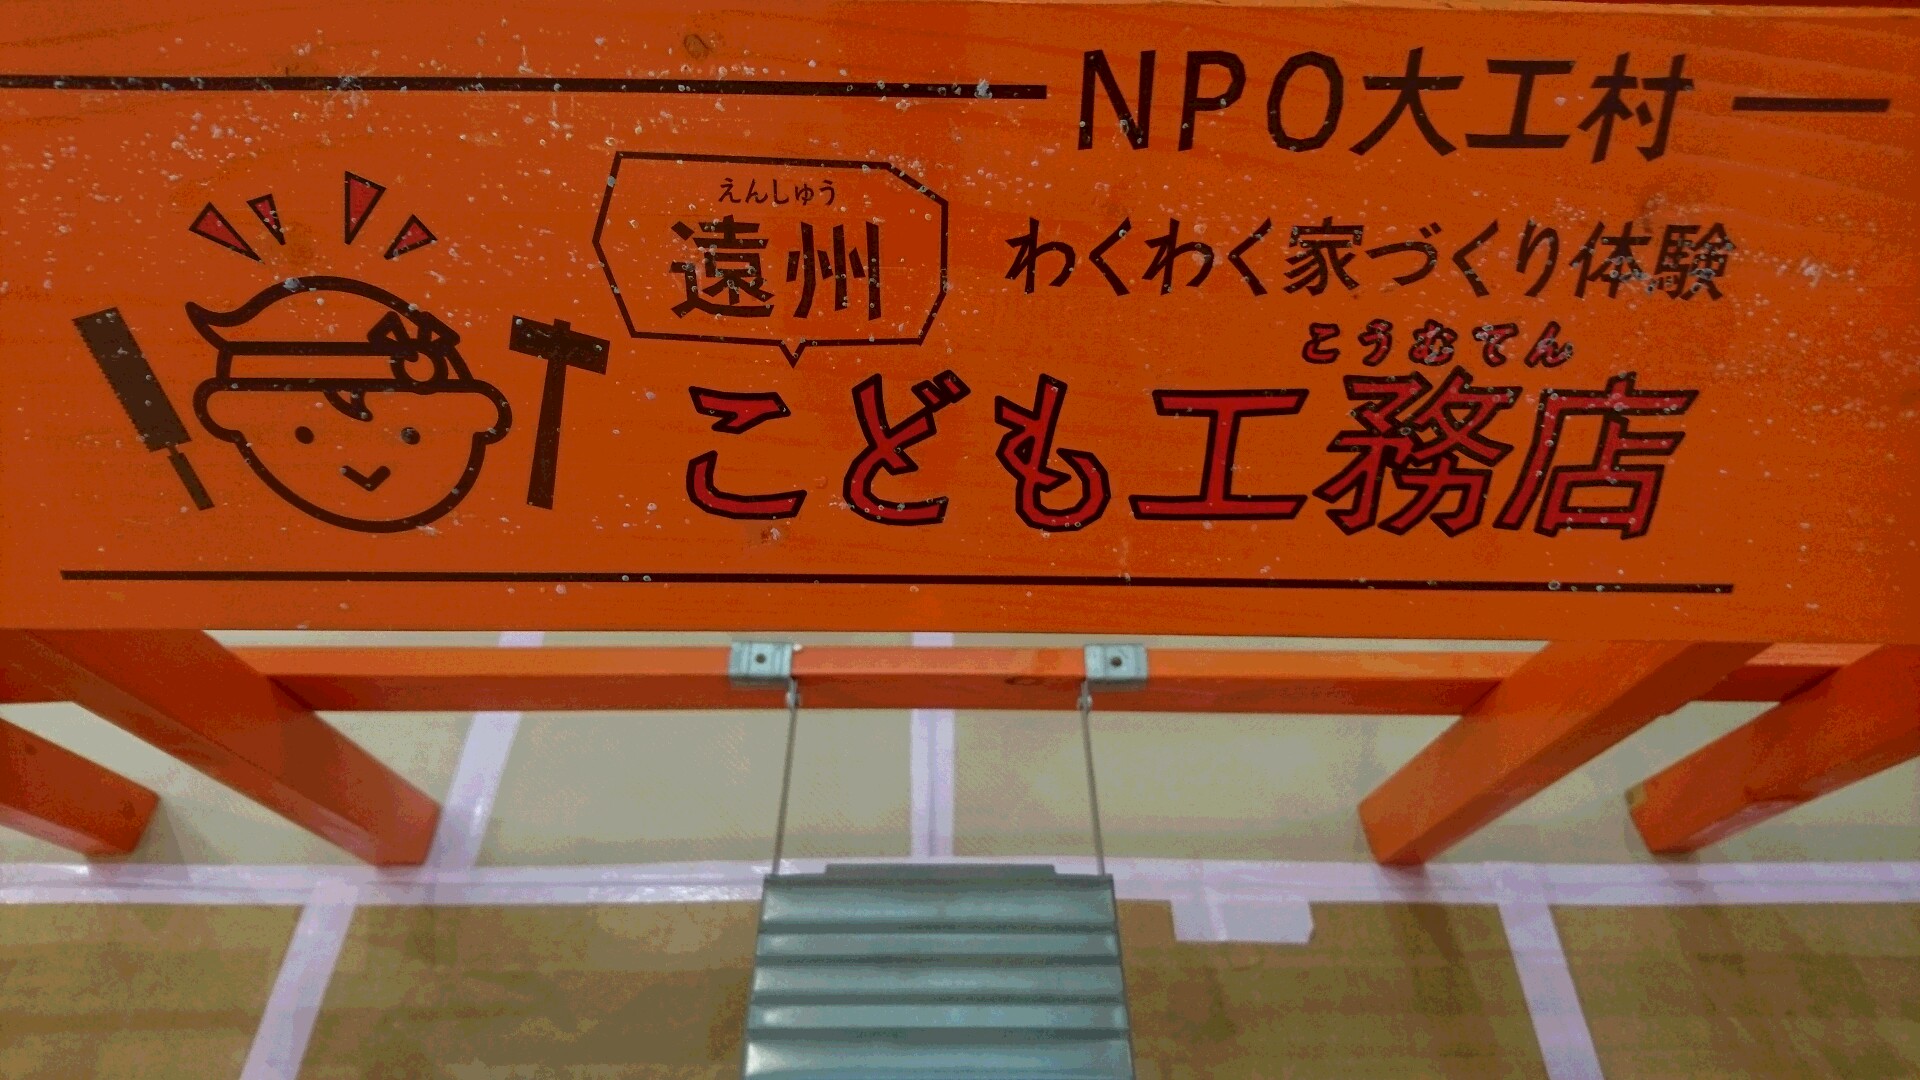 NPO大工村
えんしゅう
遠州
わくわく家づくり体験
こうむてん
こども工務店